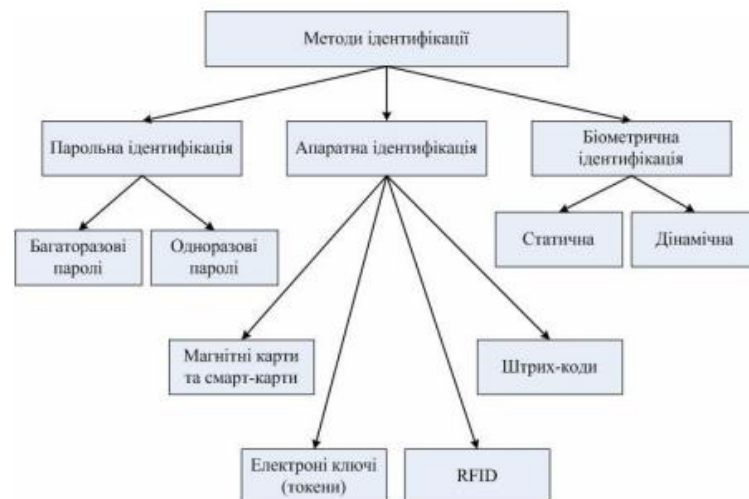 Методи ідентифікації
Парольна ідентифікація
Апаратна ідентифікація
Біометрична
ідентифікація
Багаторазові
паролі
Одноразові
паролі
Статична
Дінамічна
Магнітні карти
та смарт-карти
Штрих-коди
Електроні ключі
(токени)
RFID